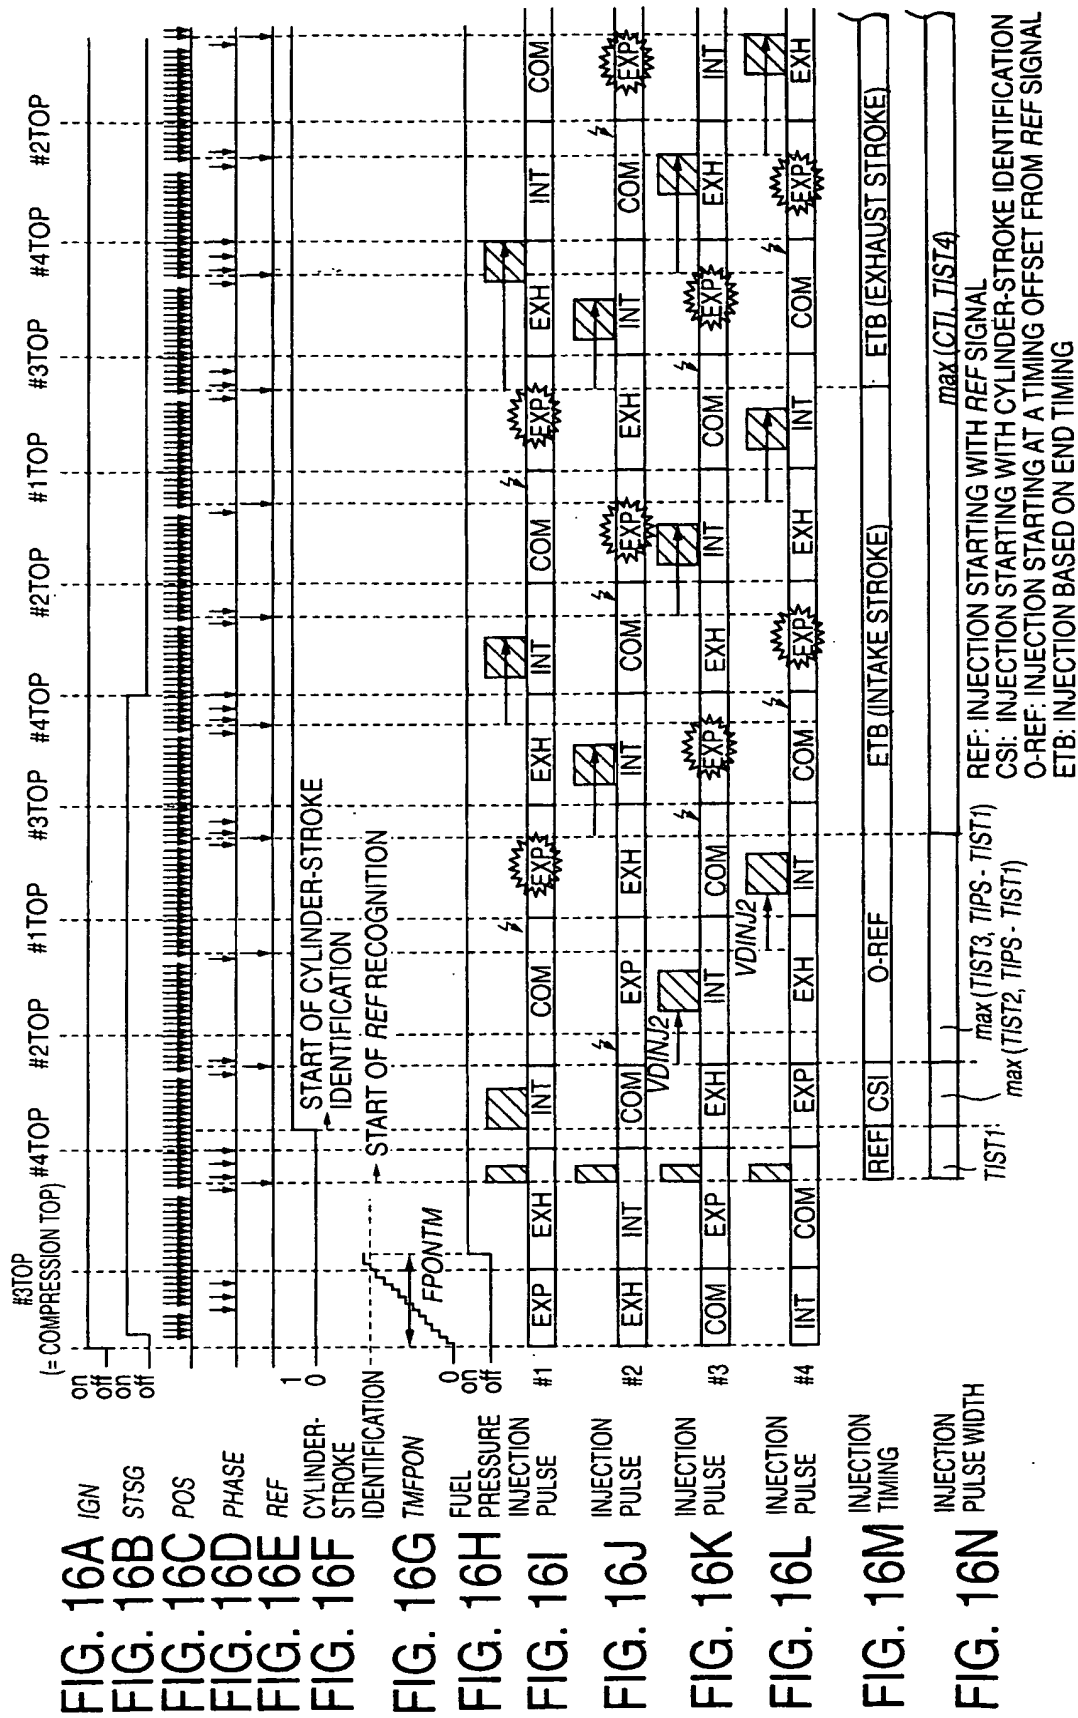 #3TOP
(= COMPRESSION TOP)
#4TOP
#2TOP
#1TOP
#3TOP
#4TOP
#2TOP
#1TOP
#3TOP
#4TOP
#2TOP
FIG. 16A IGN
on
off
FIG. 16B STSG
on
off
FIG. 16C POS
FIG. 16D PHASE
FIG. 16E REF
FIG. 16F CYLINDER-
STROKE
IDENTIFICATION
1
0
START OF CYLINDER-STROKE
IDENTIFICATION
START OF REF RECOGNITION
FIG. 16G TMFPON
0
FPONTM
FIG. 16H FUEL
PRESSURE
on
off
FIG. 16I INJECTION
PULSE
#1 EXP EXH INT COM EXP EXH INT COM EXP EXH INT COM
FIG. 16J INJECTION
PULSE
#2 EXH INT COM EXP EXH INT COM EXP EXH INT COM EXP
VDINJ2
FIG. 16K INJECTION
PULSE
#3 COM EXP EXH INT COM EXP EXH INT COM EXP EXH INT
VDINJ2
FIG. 16L INJECTION
PULSE
#4 INT COM EXP EXH INT COM EXP EXH INT COM EXP EXH
FIG. 16M INJECTION
TIMING
REF CSI O-REF ETB (INTAKE STROKE) ETB (EXHAUST STROKE)
FIG. 16N INJECTION
PULSE WIDTH
TIST1
max (TIST2, TIPS - TIST1)
max (TIST3, TIPS - TIST1)
max (CTI, TIST4)
REF: INJECTION STARTING WITH REF SIGNAL
CSI: INJECTION STARTING WITH CYLINDER-STROKE IDENTIFICATION
O-REF: INJECTION STARTING AT A TIMING OFFSET FROM REF SIGNAL
ETB: INJECTION BASED ON END TIMING